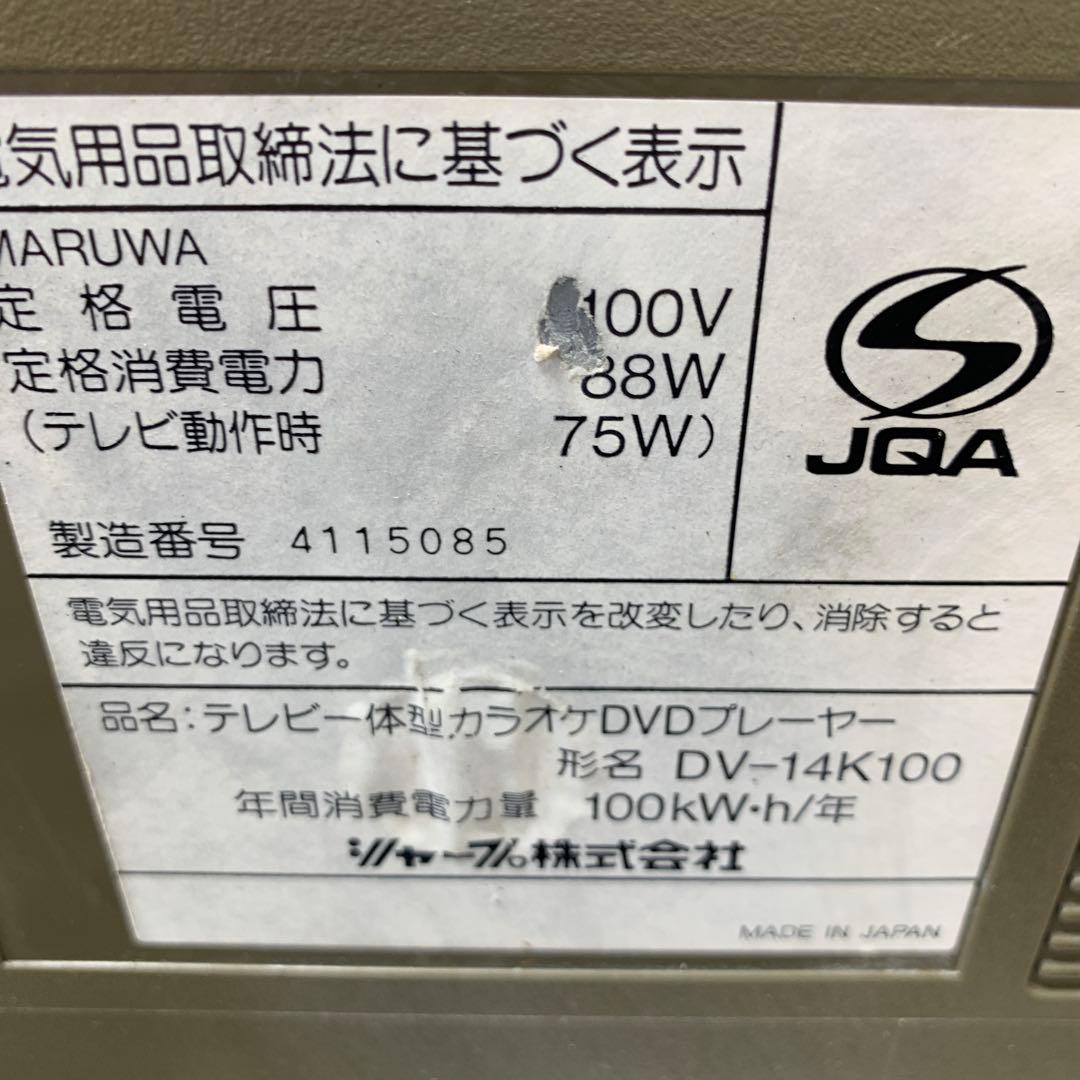 電気用品取締法に基づく表示
MARUWA
定格電圧 100V
定格消費電力 88W
(テレビ動作時 75W)
製造番号 4115085
JQA
電気用品取締法に基づく表示を改変したり、消除すると
違反になります。
品名:テレビ一体型カラオケDVDプレーヤー
形名 DV-14K100
年間消費電力量 100kW·h/年
シャープ株式会社
MADE IN JAPAN